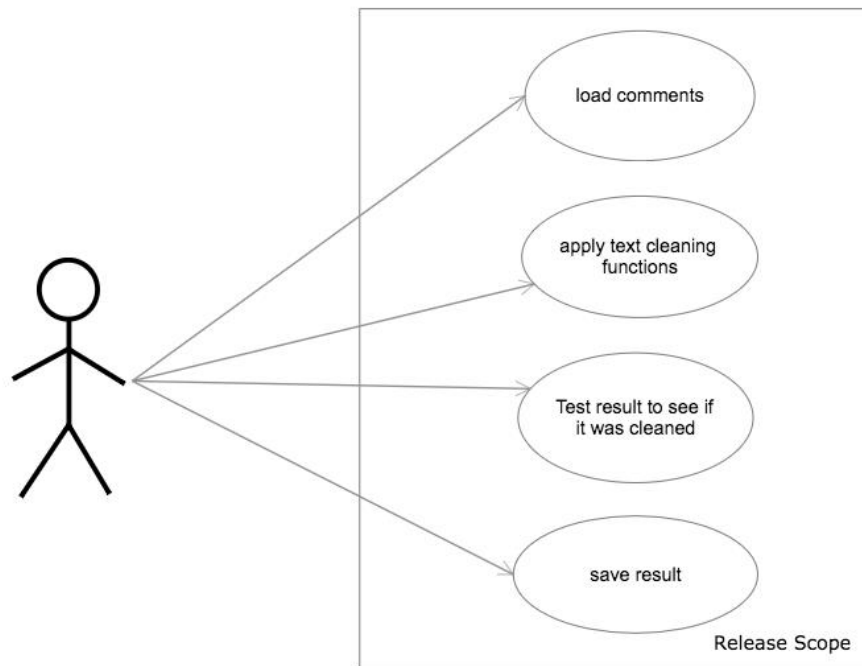 load comments
apply text cleaning
functions
Test result to see if
it was cleaned
save result
Release Scope